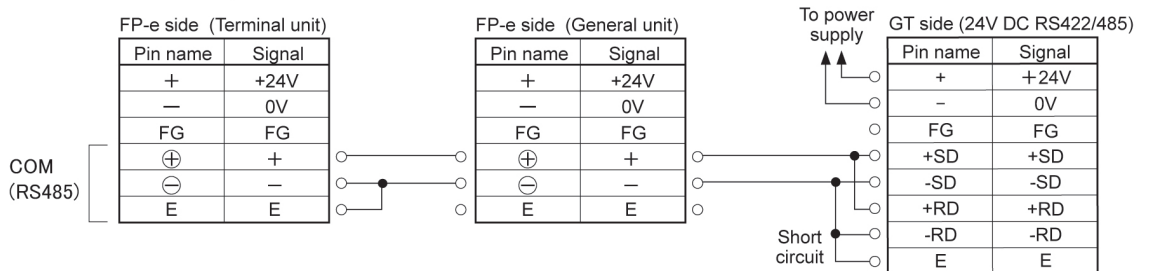 To power
supply
FP-e side (Terminal unit)
Pin name Signal
+ +24V
− 0V
FG FG
⊕ +
⊖ −
E E
COM
(RS485)
FP-e side (General unit)
Pin name Signal
+ +24V
− 0V
FG FG
⊕ +
⊖ −
E E
GT side (24V DC RS422/485)
Pin name Signal
+ +24V
− 0V
FG FG
+SD +SD
-SD -SD
+RD +RD
-RD -RD
E E
Short
circuit